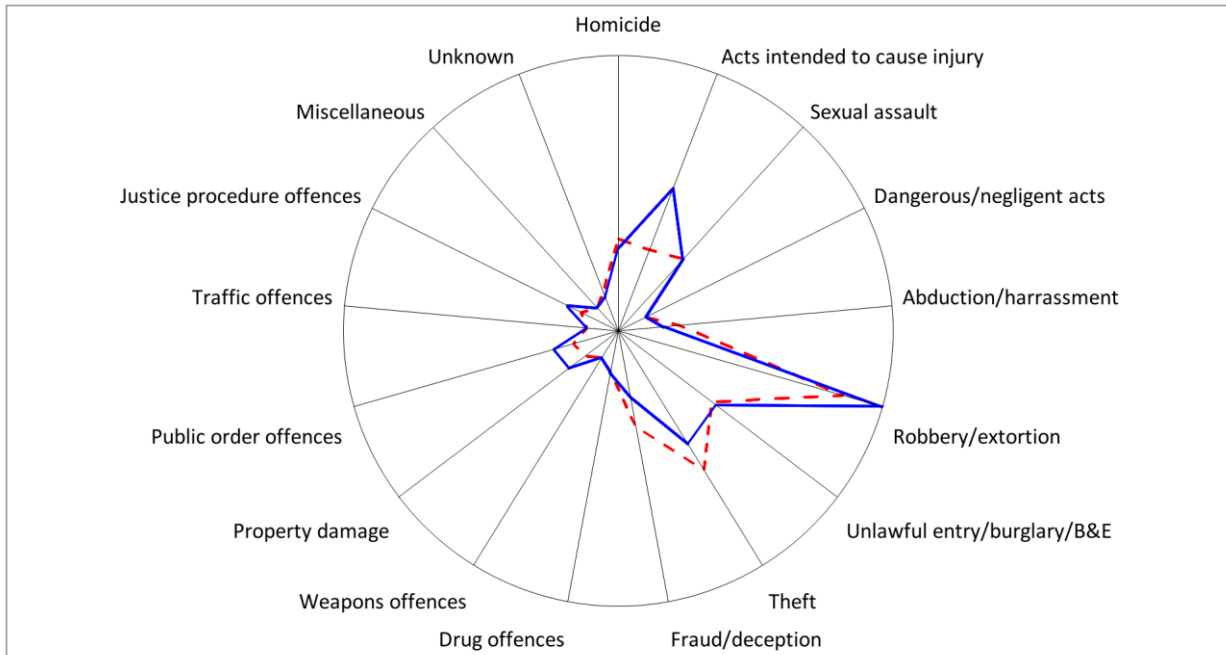 Homicide
Acts intended to cause injury
Sexual assault
Dangerous/negligent acts
Abduction/harrassment
Robbery/extortion
Unlawful entry/burglary/B&E
Theft
Fraud/deception
Drug offences
Weapons offences
Property damage
Public order offences
Traffic offences
Justice procedure offences
Miscellaneous
Unknown